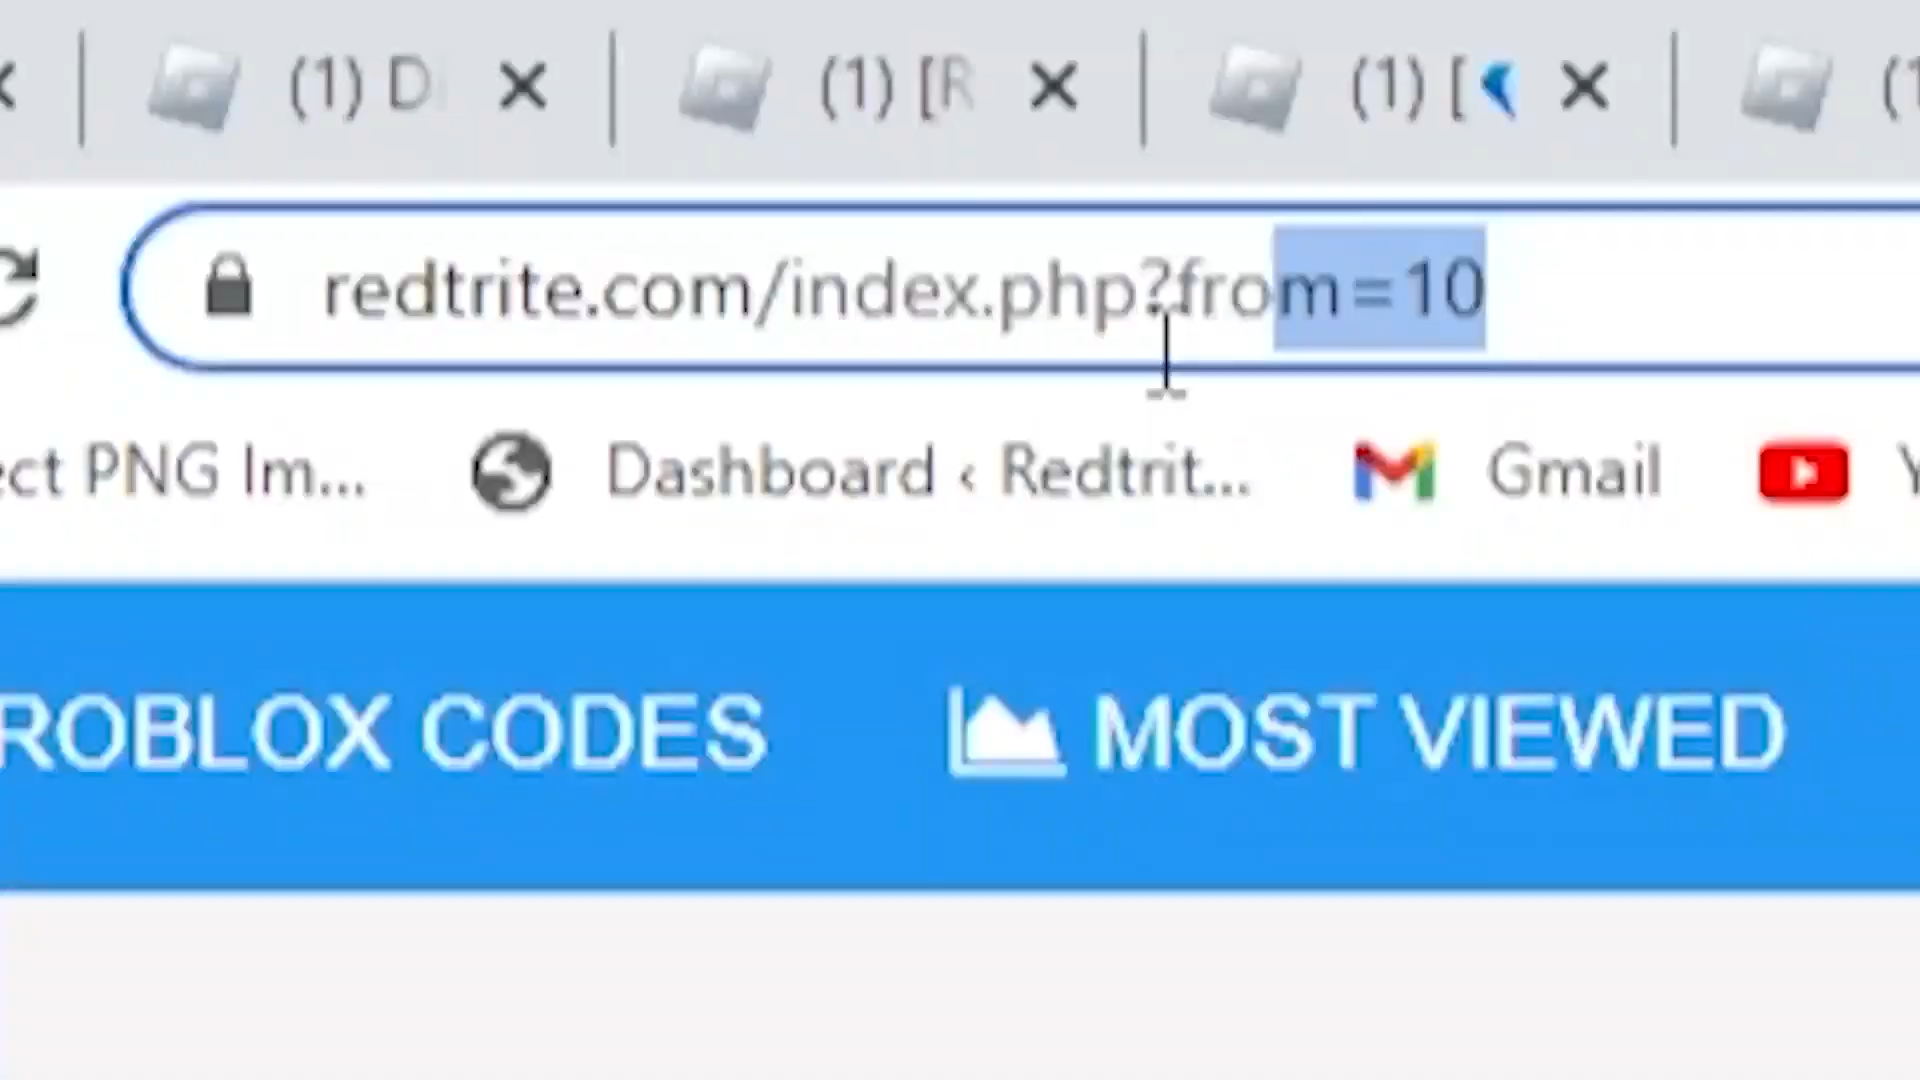 (1) D (1) [R (1) [ (1
redtrite.com/index.php?from=10
ect PNG Im... Dashboard ‹ Redtrit... Gmail Y
ROBLOX CODES MOST VIEWED